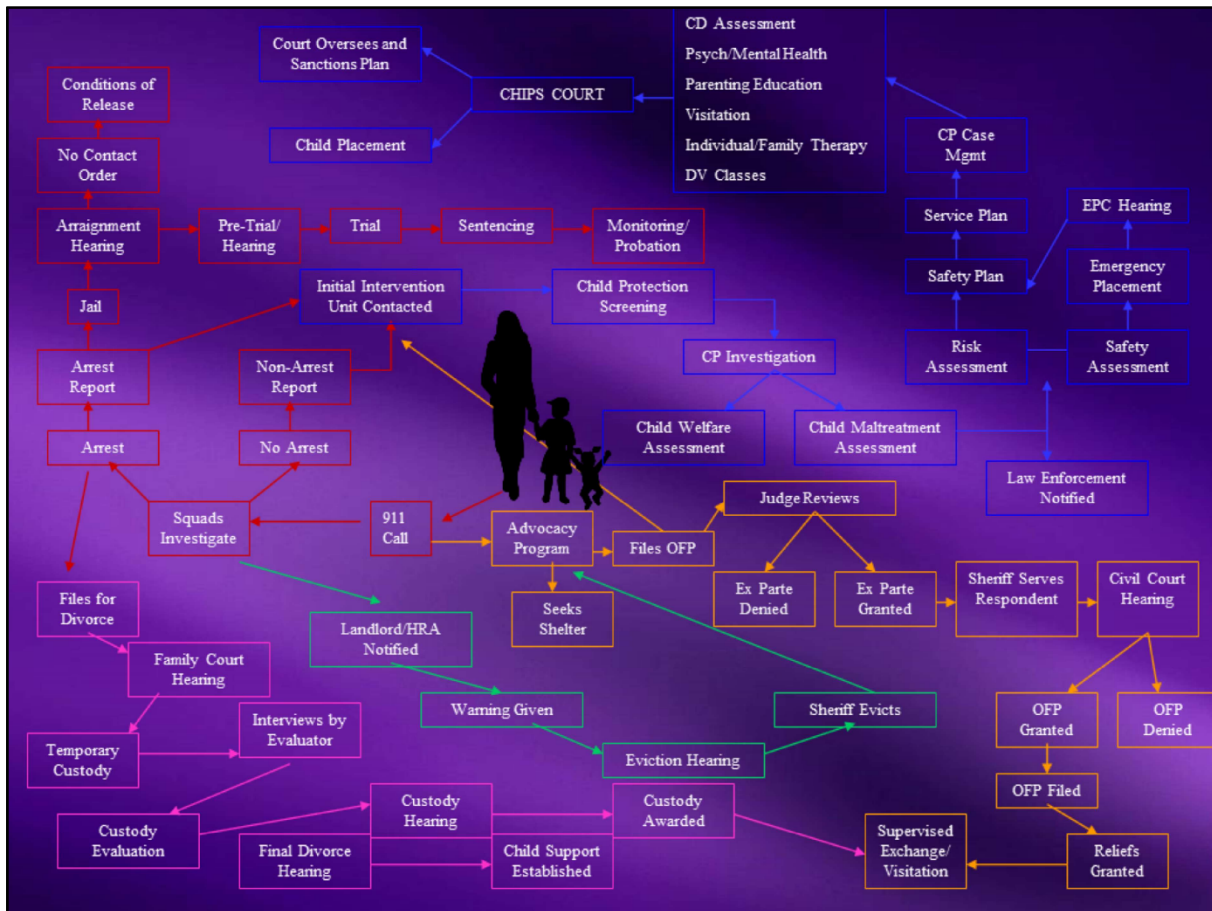 CD Assessment
Psych/Mental Health
Parenting Education
Visitation
Individual/Family Therapy
DV Classes
Court Oversees and
Sanctions Plan
CHIPS COURT
Child Placement
Conditions of
Release
No Contact
Order
Arraignment
Hearing
Pre-Trial/
Hearing
Trial
Sentencing
Monitoring/
Probation
CP Case
Mgmt
Service Plan
EPC Hearing
Safety Plan
Emergency
Placement
Risk
Assessment
Safety
Assessment
Jail
Initial Intervention
Unit Contacted
Child Protection
Screening
CP Investigation
Arrest
Report
Non-Arrest
Report
Child Welfare
Assessment
Child Maltreatment
Assessment
Law Enforcement
Notified
Arrest
No Arrest
Squads
Investigate
911
Call
Advocacy
Program
Files OFP
Judge Reviews
Ex Parte
Denied
Ex Parte
Granted
Sheriff Serves
Respondent
Civil Court
Hearing
Seeks
Shelter
Files for
Divorce
Landlord/HRA
Notified
Family Court
Hearing
Warning Given
Sheriff Evicts
OFP
Granted
OFP
Denied
Temporary
Custody
Interviews by
Evaluator
Eviction Hearing
OFP Filed
Custody
Evaluation
Custody
Hearing
Custody
Awarded
Final Divorce
Hearing
Child Support
Established
Supervised
Exchange/
Visitation
Reliefs
Granted